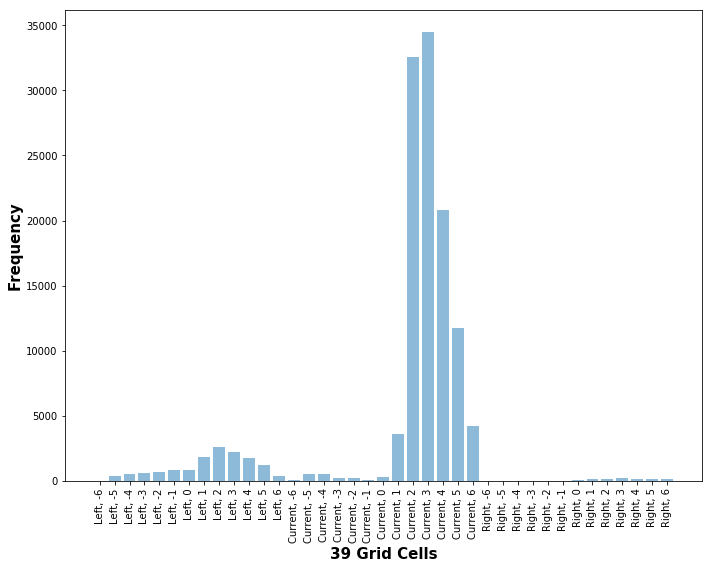 Frequency
35000
30000
25000
20000
15000
10000
5000
0
Left, -6
Left, -5
Left, -4
Left, -3
Left, -2
Left, -1
Left, 0
Left, 1
Left, 2
Left, 3
Left, 4
Left, 5
Left, 6
Current, -6
Current, -5
Current, -4
Current, -3
Current, -2
Current, -1
Current, 0
Current, 1
Current, 2
Current, 3
Current, 4
Current, 5
Current, 6
Right, -6
Right, -5
Right, -4
Right, -3
Right, -2
Right, -1
Right, 0
Right, 1
Right, 2
Right, 3
Right, 4
Right, 5
Right, 6
39 Grid Cells